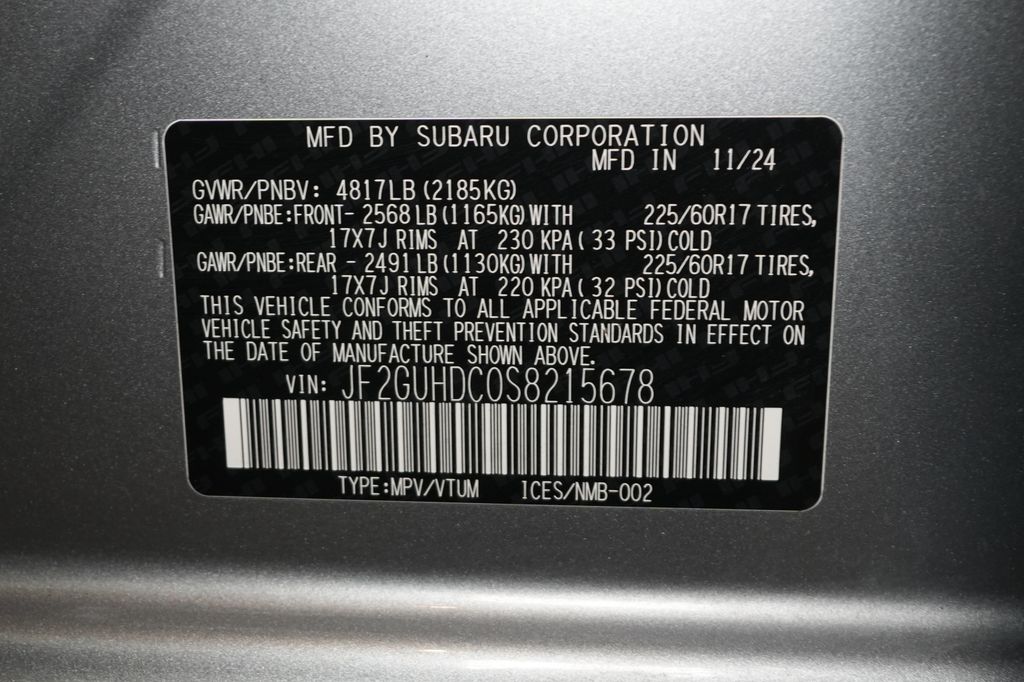 MFD BY SUBARU CORPORATION
MFD IN 11/24
GVWR/PNBV: 4817LB (2185KG)
GAWR/PNBE:FRONT- 2568 LB (1165KG) WITH 225/60R17 TIRES,
17X7J RIMS AT 230 KPA ( 33 PSI) COLD
GAWR/PNBE:REAR - 2491 LB (1130KG) WITH 225/60R17 TIRES,
17X7J RIMS AT 220 KPA ( 32 PSI) COLD
THIS VEHICLE CONFORMS TO ALL APPLICABLE FEDERAL MOTOR
VEHICLE SAFETY AND THEFT PREVENTION STANDARDS IN EFFECT ON
THE DATE OF MANUFACTURE SHOWN ABOVE.
VIN: JF2GUHDC0S8215678
TYPE:MPV/VTUM ICES/NMB-002